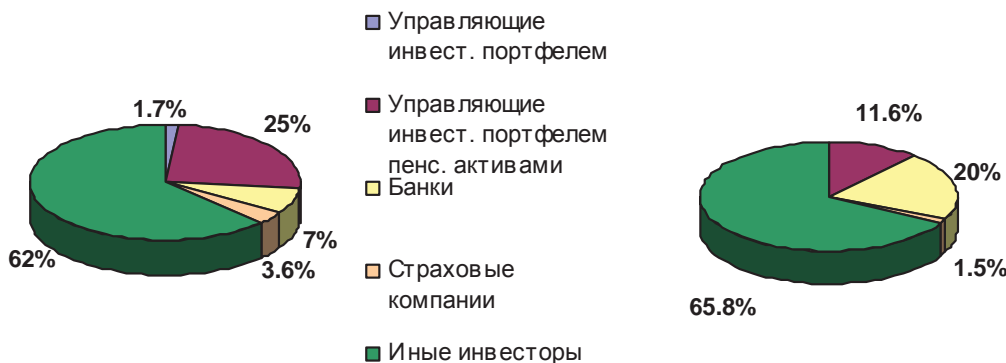 1.7%
25%
7%
3.6%
62%
Управляющие
инвест. портфелем
Управляющие
инвест. портфелем
пенс. активами
Банки
Страховые
компании
Иные инвесторы
11.6%
20%
1.5%
65.8%